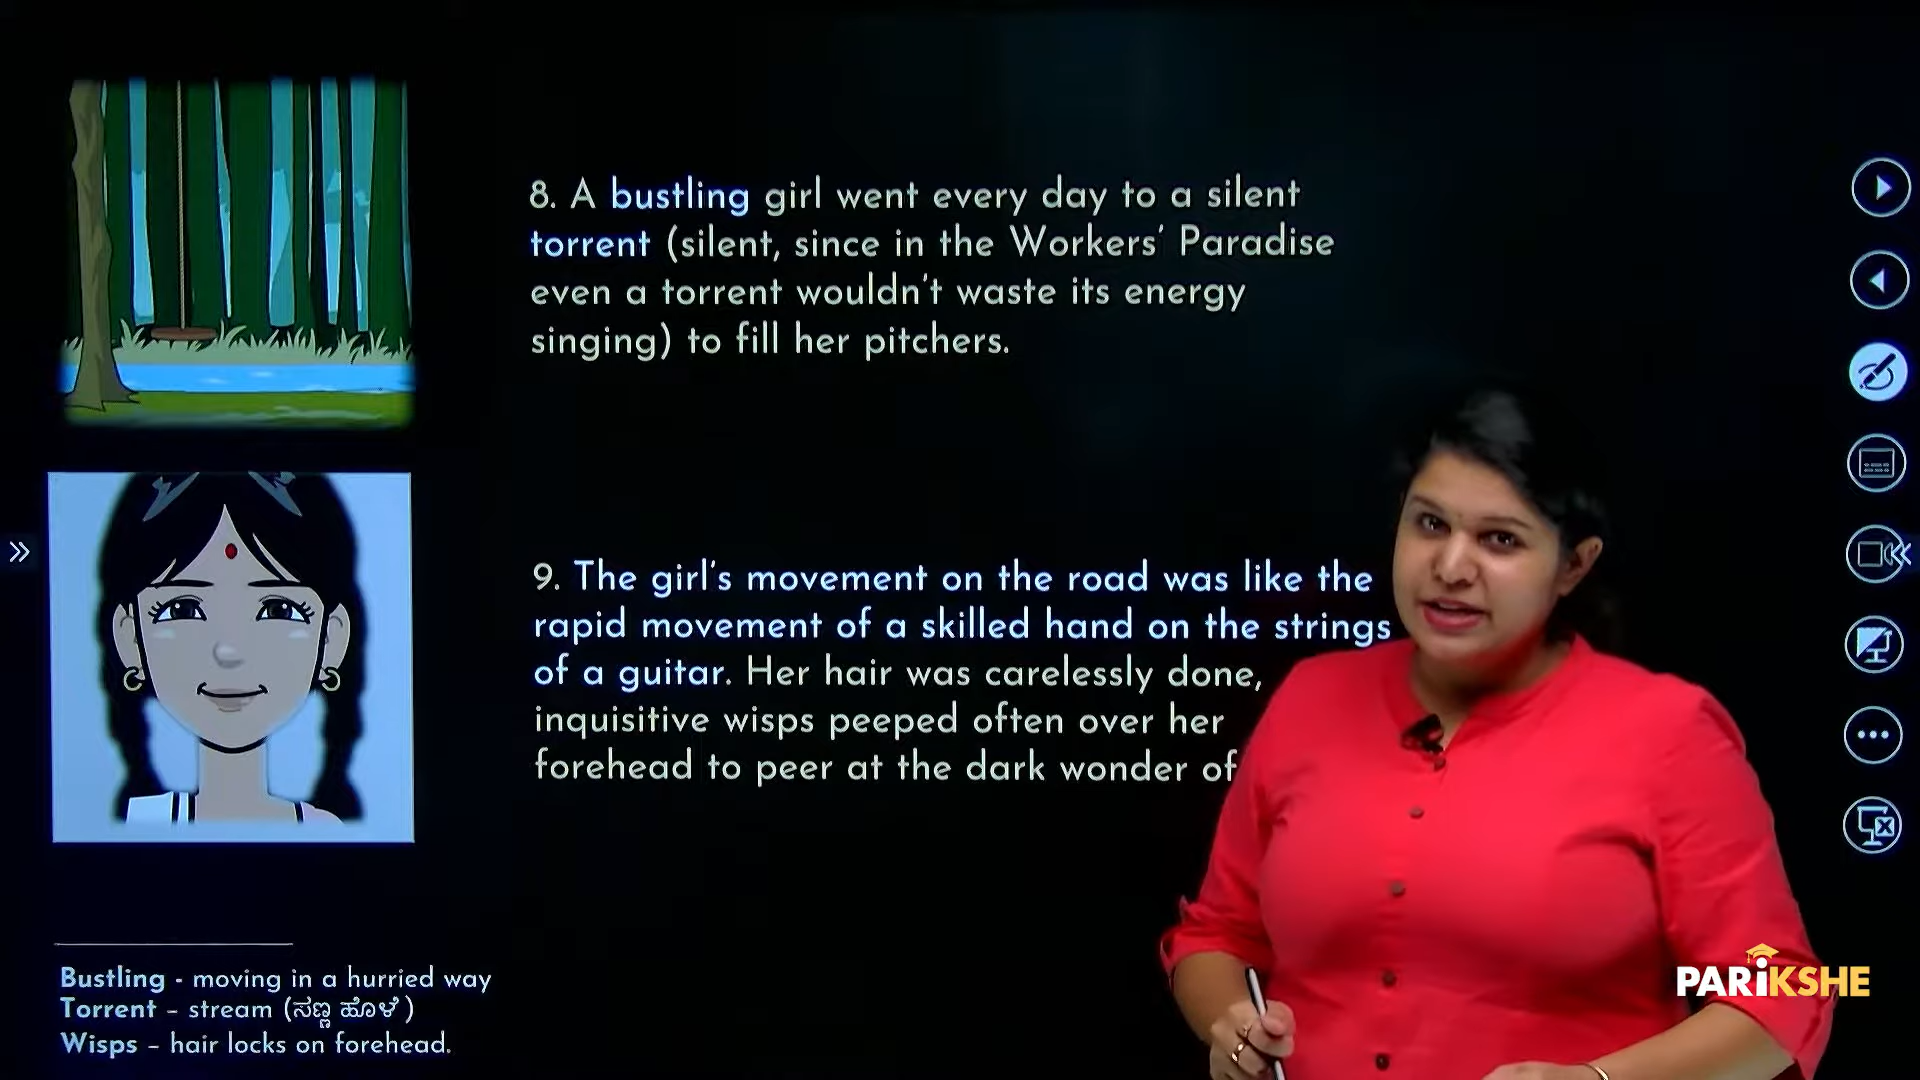 8. A bustling girl went every day to a silent
torrent (silent, since in the Workers’ Paradise
even a torrent wouldn’t waste its energy
singing) to fill her pitchers.
9. The girl’s movement on the road was like the
rapid movement of a skilled hand on the strings
of a guitar. Her hair was carelessly done,
inquisitive wisps peeped often over her
forehead to peer at the dark wonder of
Bustling - moving in a hurried way
Torrent – stream (ಸಣ್ಣ ಹೊಳೆ)
Wisps – hair locks on forehead.
PARiKSHE